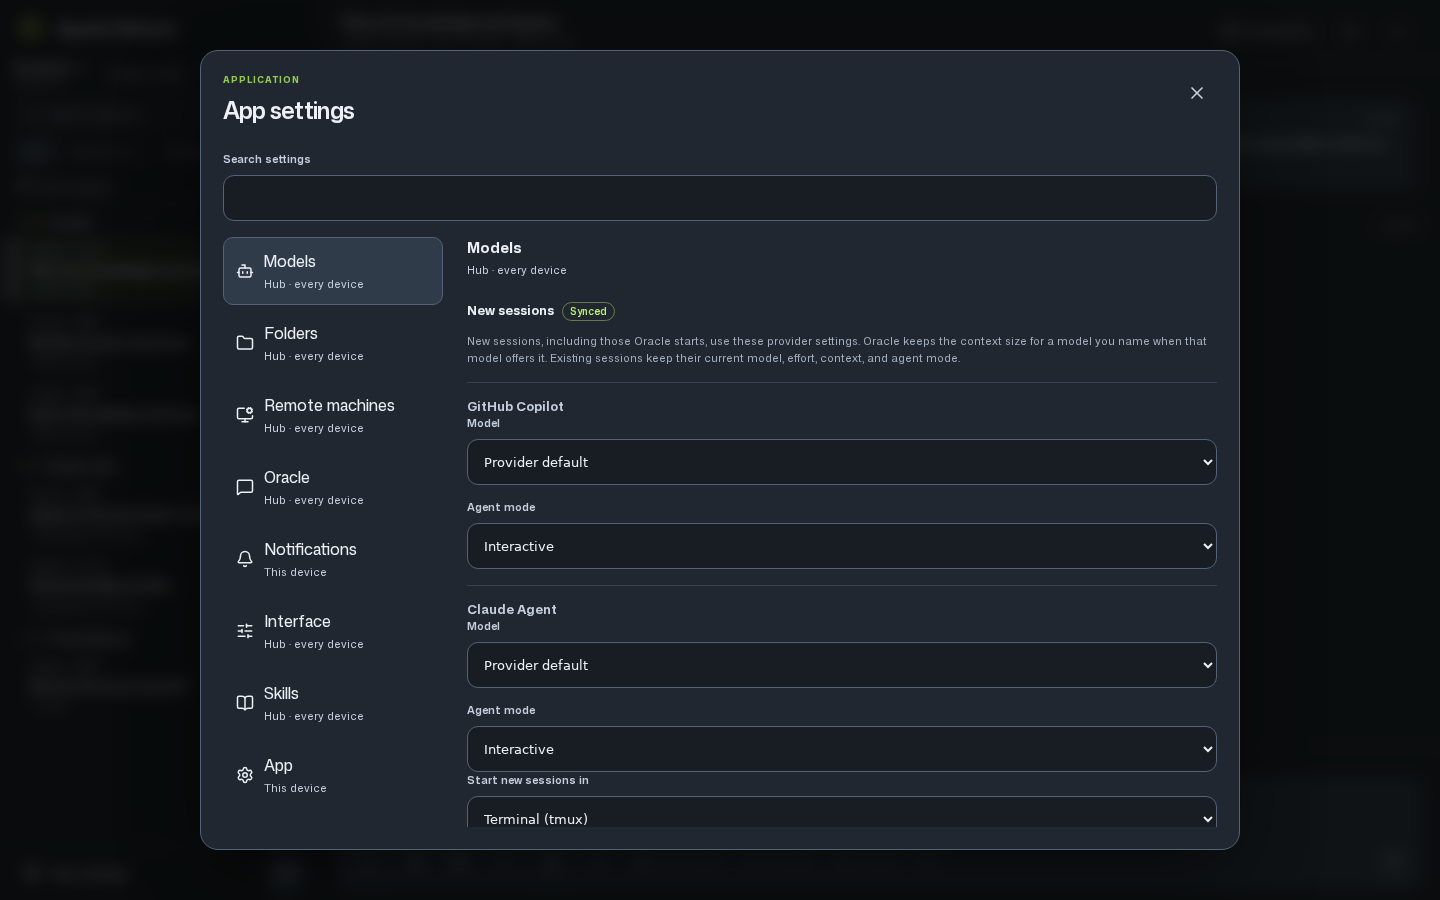 APPLICATION
App settings
Search settings
Models
Hub · every device
Folders
Hub · every device
Remote machines
Hub · every device
Oracle
Hub · every device
Notifications
This device
Interface
Hub · every device
Skills
Hub · every device
App
This device
Models
Hub · every device
New sessions Synced
New sessions, including those Oracle starts, use these provider settings. Oracle keeps the context size for a model you name when that
model offers it. Existing sessions keep their current model, effort, context, and agent mode.
GitHub Copilot
Model
Provider default
Agent mode
Interactive
Claude Agent
Model
Provider default
Agent mode
Interactive
Start new sessions in
Terminal (tmux)